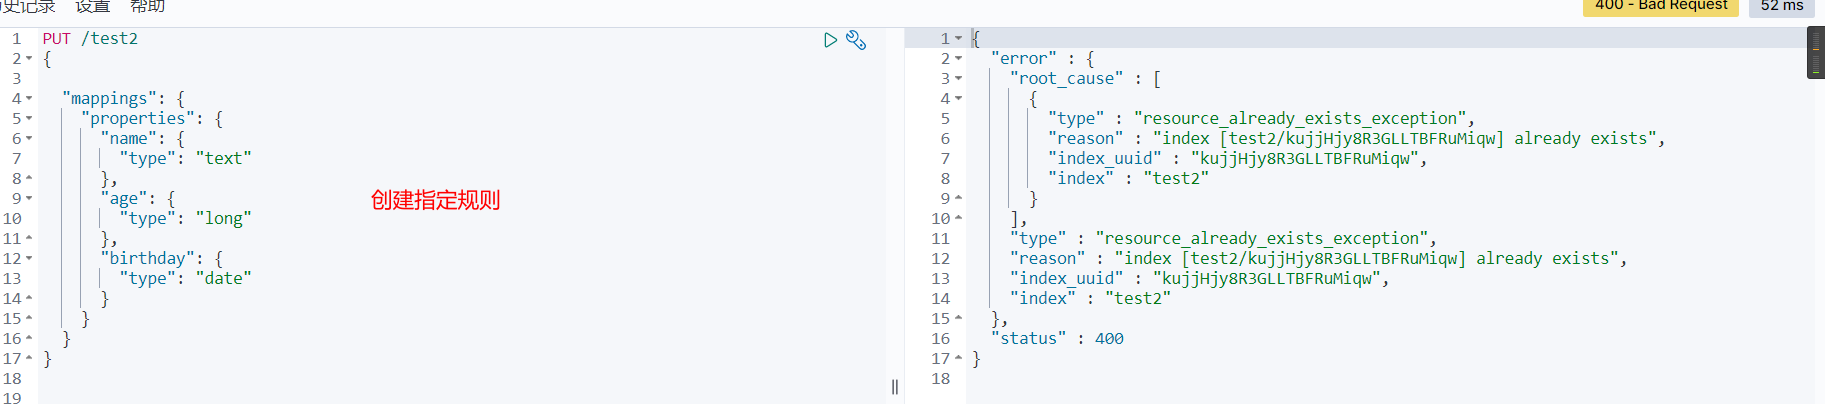 历史记录 设置 帮助
400 - Bad Request 52 ms
1 PUT /test2
2 {
3
4 "mappings": {
5 "properties": {
6 "name": {
7 "type": "text"
8 },
9 "age": {
10 "type": "long"
11 },
12 "birthday": {
13 "type": "date"
14 }
15 }
16 }
17 }
18
19
创建指定规则
1 {
2 "error" : {
3 "root_cause" : [
4 {
5 "type" : "resource_already_exists_exception",
6 "reason" : "index [test2/kujjHjy8R3GLLTBFRuMiqw] already exists",
7 "index_uuid" : "kujjHjy8R3GLLTBFRuMiqw",
8 "index" : "test2"
9 }
10 ],
11 "type" : "resource_already_exists_exception",
12 "reason" : "index [test2/kujjHjy8R3GLLTBFRuMiqw] already exists",
13 "index_uuid" : "kujjHjy8R3GLLTBFRuMiqw",
14 "index" : "test2"
15 },
16 "status" : 400
17 }
18